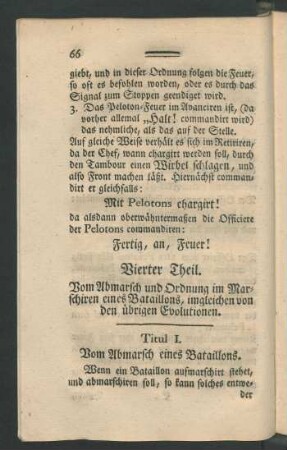 66
giebt, und in dieser Ordnung folgen die Feuer,
so oft es befohlen worden, oder es durch das
Signal zum Stoppen geendiget wird.
3. Das Peloton-Feuer im Avanciren ist, (da
vorher allemal „Halt! commandirt wird)
das nehmliche, als das auf der Stelle.
Auf gleiche Weise verhält es sich im Retiriren,
da der Chef, wann chargirt werden soll, durch
den Tambour einen Wirbel schlagen, und
also Front machen läßt. Hiernächst comman-
dirt er gleichfalls:
Mit Pelotons chargirt!
da alsdann oberwähntermaßen die Officiere
der Pelotons commandiren:
Fertig, an, Feuer!
Vierter Theil.
Vom Abmarsch und Ordnung im Mar-
schiren eines Bataillons, imgleichen von
den übrigen Evolutionen.
Titul I.
Vom Abmarsch eines Bataillons.
Wenn ein Bataillon aufmarschirt stehet,
und abmarschiren soll, so kann solches entwe-
der